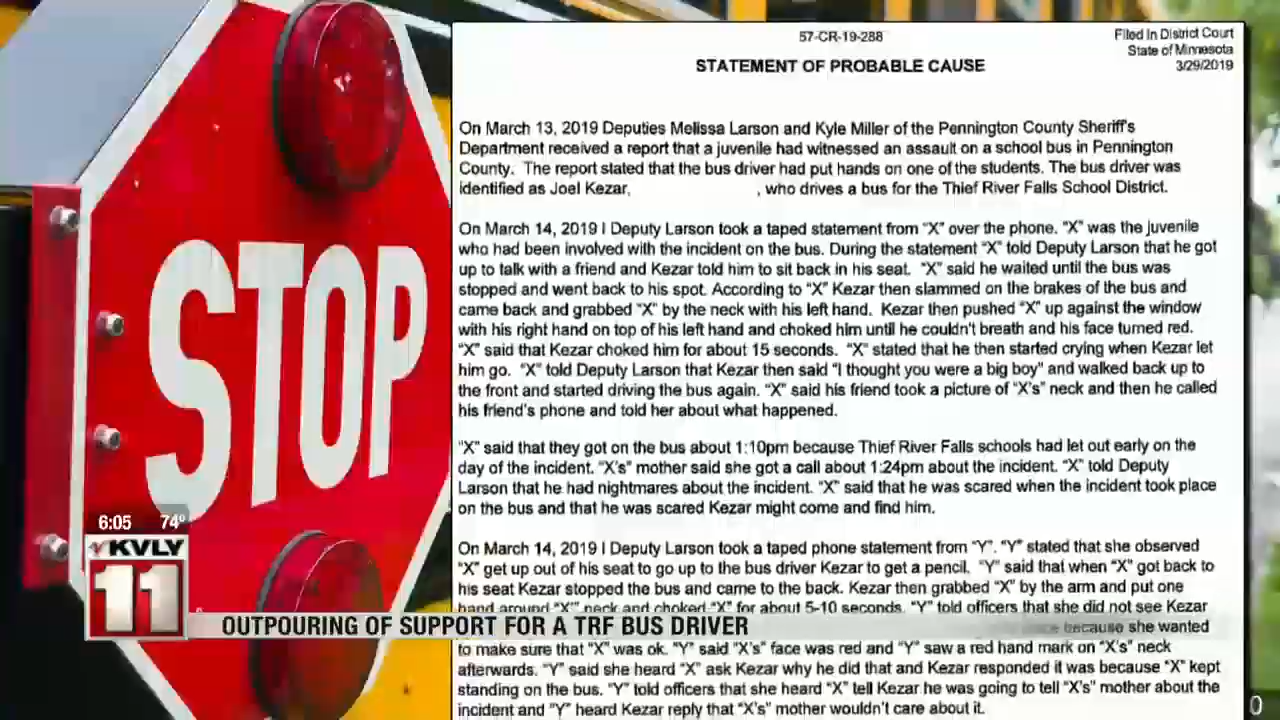 57-CR-19-288
Filed in District Court
State of Minnesota
3/29/2019
STATEMENT OF PROBABLE CAUSE
On March 13, 2019 Deputies Melissa Larson and Kyle Miller of the Pennington County Sheriff's
Department received a report that a juvenile had witnessed an assault on a school bus in Pennington
County. The report stated that the bus driver had put hands on one of the students. The bus driver was
identified as Joel Kezar, , who drives a bus for the Thief River Falls School District.
On March 14, 2019 I Deputy Larson took a taped statement from "X" over the phone. "X" was the juvenile
who had been involved with the incident on the bus. During the statement "X" told Deputy Larson that he got
up to talk with a friend and Kezar told him to sit back in his seat. "X" said he waited until the bus was
stopped and went back to his spot. According to "X" Kezar then slammed on the brakes of the bus and
came back and grabbed "X" by the neck with his left hand. Kezar then pushed "X" up against the window
with his right hand on top of his left hand and choked him until he couldn't breath and his face turned red.
"X" said that Kezar choked him for about 15 seconds. "X" stated that he then started crying when Kezar let
him go. "X" told Deputy Larson that Kezar then said "I thought you were a big boy" and walked back up to
the front and started driving the bus again. "X" said his friend took a picture of "X's" neck and then he called
his friend's phone and told her about what happened.
"X" said that they got on the bus about 1:10pm because Thief River Falls schools had let out early on the
day of the incident. "X's" mother said she got a call about 1:24pm about the incident. "X" told Deputy
Larson that he had nightmares about the incident. "X" said that he was scared when the incident took place
on the bus and that he was scared Kezar might come and find him.
On March 14, 2019 I Deputy Larson took a taped phone statement from "Y". "Y" stated that she observed
"X" get up out of his seat to go up to the bus driver Kezar to get a pencil. "Y" said that when "X" got back to
his seat Kezar stopped the bus and came to the back. Kezar then grabbed "X" by the arm and put one
hand around "X'" neck and choked "X" for about 5-10 seconds. "Y" told officers that she did not see Kezar
because she wanted
to make sure that "X" was ok. "Y" said "X's" face was red and "Y" saw a red hand mark on "X's" neck
afterwards. "Y" said she heard "X" ask Kezar why he did that and Kezar responded it was because "X" kept
standing on the bus. "Y" told officers that she heard "X" tell Kezar he was going to tell "X's" mother about the
incident and "Y" heard Kezar reply that "X's" mother wouldn't care about it.
STOP
6:05 74°
KVLY
11
OUTPOURING OF SUPPORT FOR A TRF BUS DRIVER
0